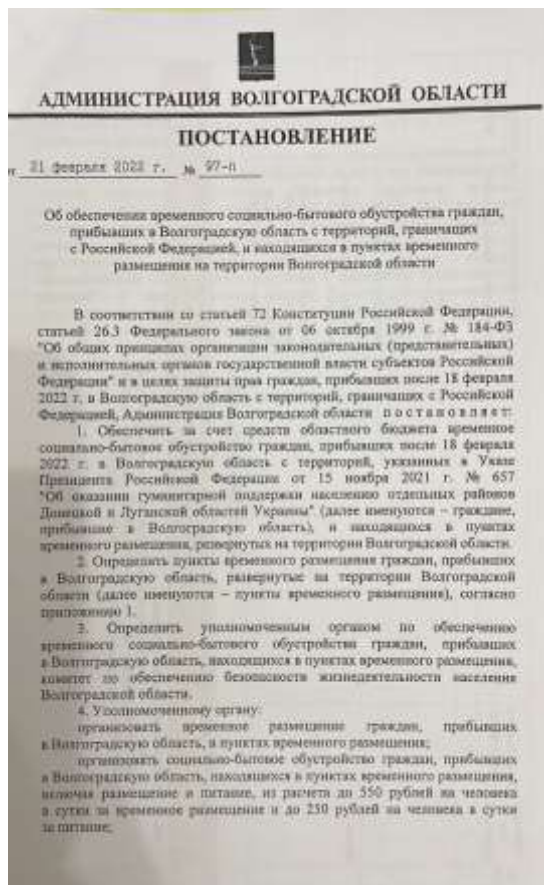 АДМИНИСТРАЦИЯ ВОЛГОГРАДСКОЙ ОБЛАСТИ
ПОСТАНОВЛЕНИЕ
от 21 февраля 2022 г. № 97-п
Об обеспечении временного социально-бытового обустройства граждан,
прибывших в Волгоградскую область с территорий, граничащих
с Российской Федерацией, и находящихся в пунктах временного
размещения на территории Волгоградской области
В соответствии со статьей 72 Конституции Российской Федерации,
статьей 26.3 Федерального закона от 06 октября 1999 г. № 184-ФЗ
"Об общих принципах организации законодательных (представительных)
и исполнительных органов государственной власти субъектов Российской
Федерации" и в целях защиты прав граждан, прибывших после 18 февраля
2022 г. в Волгоградскую область с территорий, граничащих с Российской
Федерацией, Администрация Волгоградской области п о с т а н о в л я е т:
1. Обеспечить за счет средств областного бюджета временное
социально-бытовое обустройство граждан, прибывших после 18 февраля
2022 г. в Волгоградскую область с территорий, указанных в Указе
Президента Российской Федерации от 15 ноября 2021 г. № 657
"Об оказании гуманитарной поддержки населению отдельных районов
Донецкой и Луганской областей Украины" (далее именуются – граждане,
прибывшие в Волгоградскую область), и находящихся в пунктах
временного размещения, развернутых на территории Волгоградской области.
2. Определить пункты временного размещения граждан, прибывших
в Волгоградскую область, развернутые на территории Волгоградской
области (далее именуются – пункты временного размещения), согласно
приложению 1.
3. Определить уполномоченным органом по обеспечению
временного социально-бытового обустройства граждан, прибывших
в Волгоградскую область, находящихся в пунктах временного размещения,
комитет по обеспечению безопасности жизнедеятельности населения
Волгоградской области.
4. Уполномоченному органу:
организовать временное размещение граждан, прибывших
в Волгоградскую область, в пунктах временного размещения;
организовать социально-бытовое обустройство граждан, прибывших
в Волгоградскую область, находящихся в пунктах временного размещения,
включая размещение и питание, из расчета до 550 рублей на человека
в сутки за временное размещение и до 250 рублей на человека в сутки
за питание;